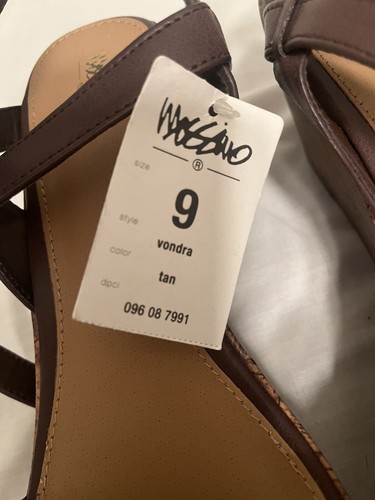 MOSSIMO
®
size
9
style
vondra
color
tan
dpci
096 08 7991